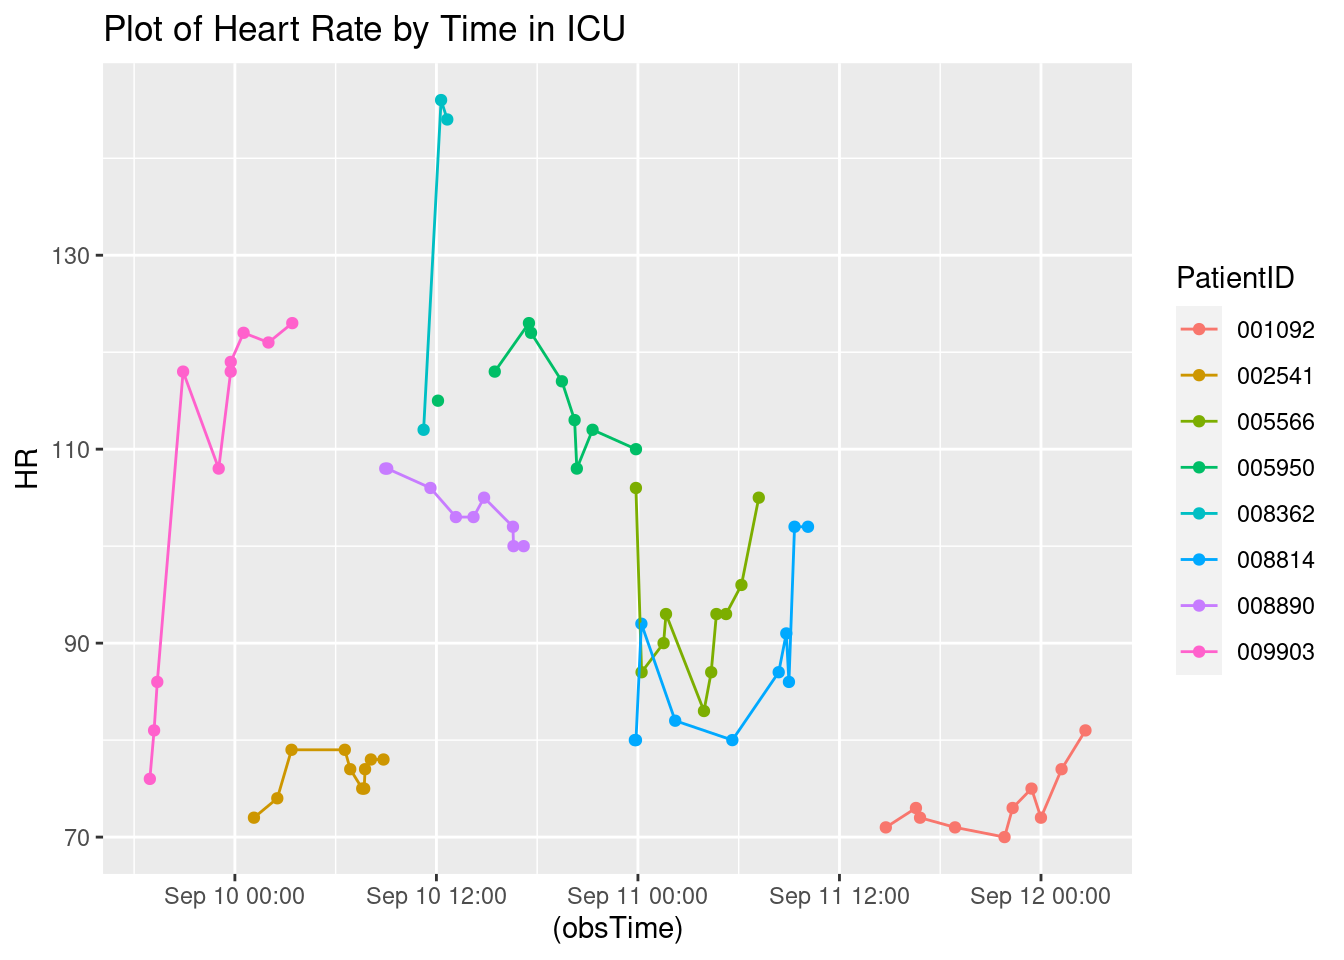 Plot of Heart Rate by Time in ICU
HR
130
110
90
70
Sep 10 00:00
Sep 10 12:00
Sep 11 00:00
Sep 11 12:00
Sep 12 00:00
(obsTime)
PatientID
001092
002541
005566
005950
008362
008814
008890
009903